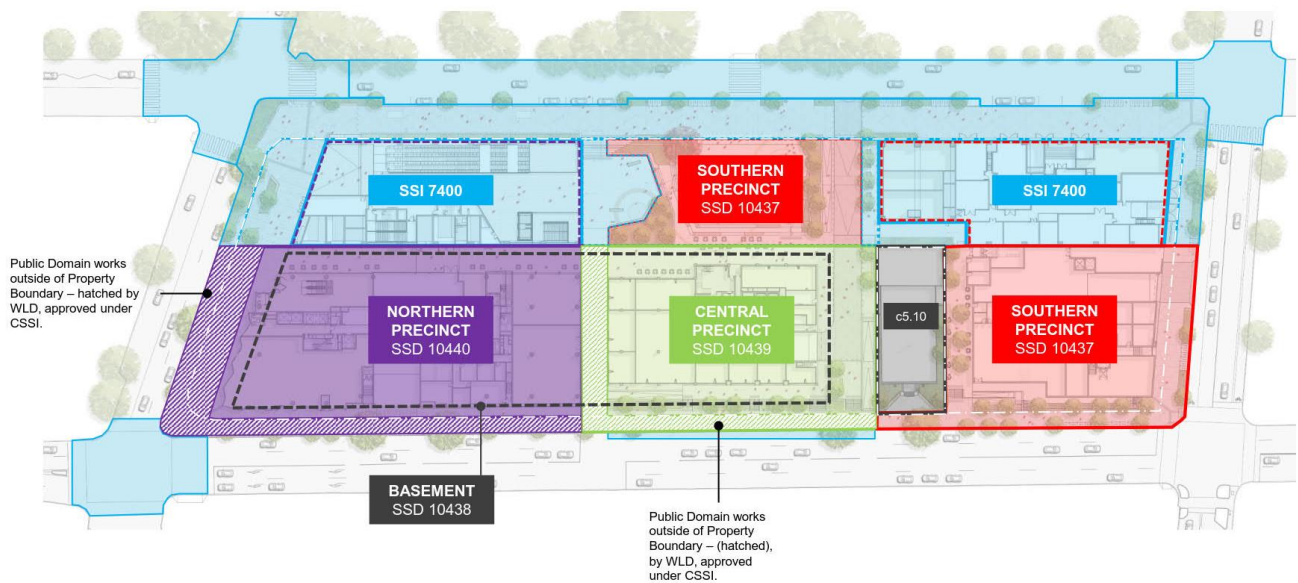 SSI 7400
SOUTHERN
PRECINCT
SSD 10437
SSI 7400
Public Domain works
outside of Property
Boundary – hatched by
WLD, approved under
CSSI.
NORTHERN
PRECINCT
SSD 10440
CENTRAL
PRECINCT
SSD 10439
c5.10
SOUTHERN
PRECINCT
SSD 10437
BASEMENT
SSD 10438
Public Domain works
outside of Property
Boundary – (hatched),
by WLD, approved
under CSSI.